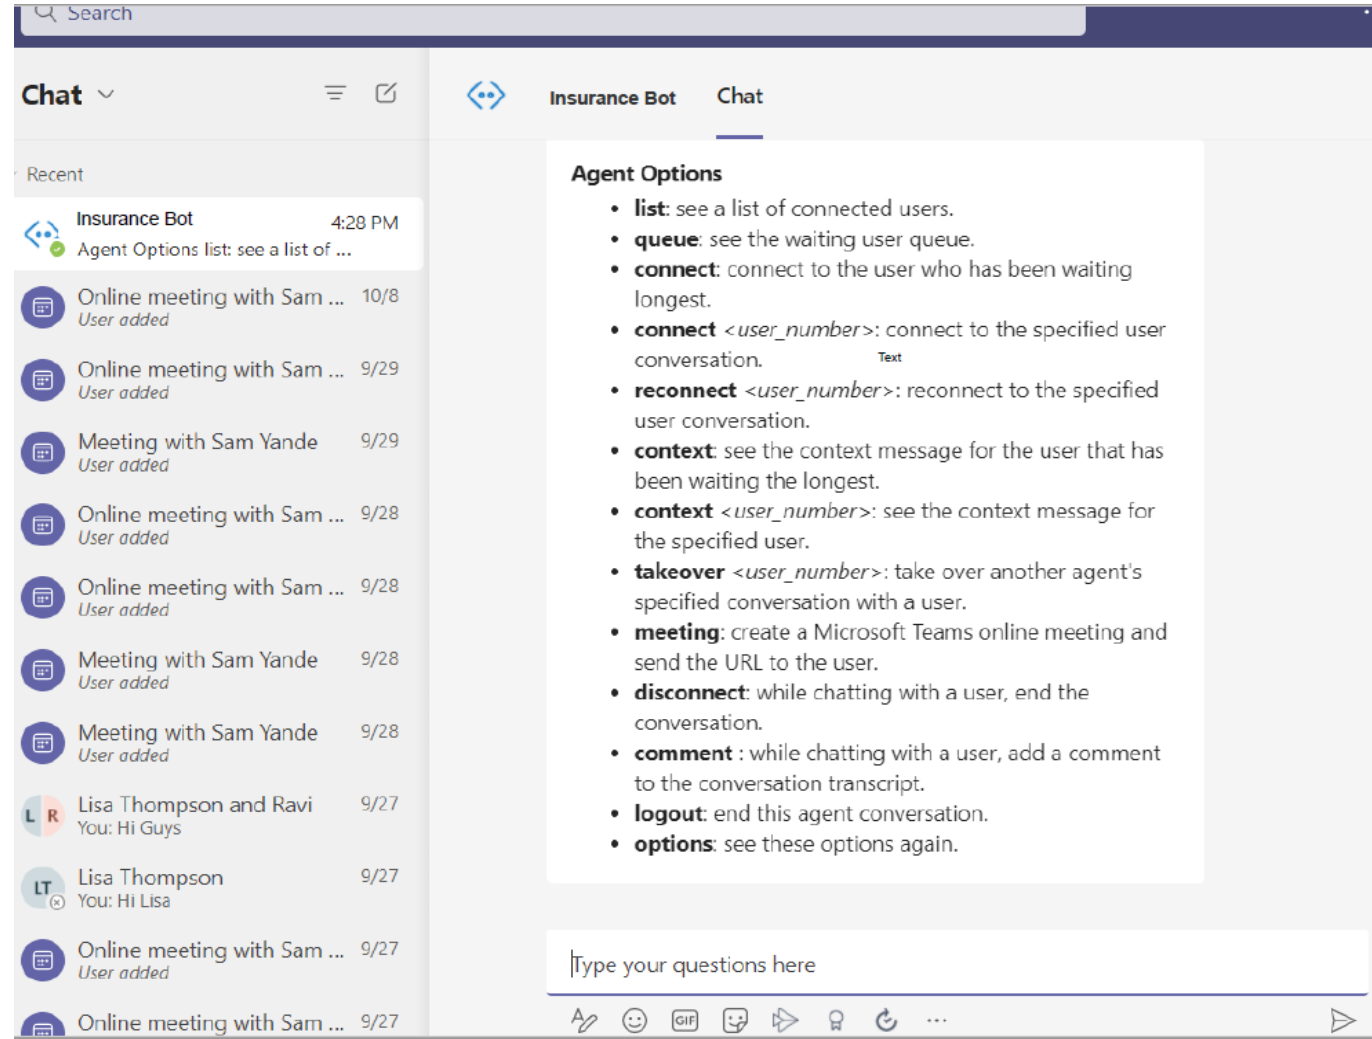 Search
Chat
Recent
Insurance Bot 4:28 PM
Agent Options list: see a list of ...
Online meeting with Sam ... 10/8
User added
Online meeting with Sam ... 9/29
User added
Meeting with Sam Yande 9/29
User added
Online meeting with Sam ... 9/28
User added
Online meeting with Sam ... 9/28
User added
Meeting with Sam Yande 9/28
User added
Meeting with Sam Yande 9/28
User added
L R Lisa Thompson and Ravi 9/27
You: Hi Guys
LT Lisa Thompson 9/27
You: Hi Lisa
Online meeting with Sam ... 9/27
User added
Online meeting with Sam ... 9/27
Insurance Bot Chat
Agent Options
• list: see a list of connected users.
• queue: see the waiting user queue.
• connect: connect to the user who has been waiting
longest.
• connect <user_number>: connect to the specified user
conversation. Text
• reconnect <user_number>: reconnect to the specified
user conversation.
• context: see the context message for the user that has
been waiting the longest.
• context <user_number>: see the context message for
the specified user.
• takeover <user_number>: take over another agent's
specified conversation with a user.
• meeting: create a Microsoft Teams online meeting and
send the URL to the user.
• disconnect: while chatting with a user, end the
conversation.
• comment : while chatting with a user, add a comment
to the conversation transcript.
• logout: end this agent conversation.
• options: see these options again.
Type your questions here
GIF ...